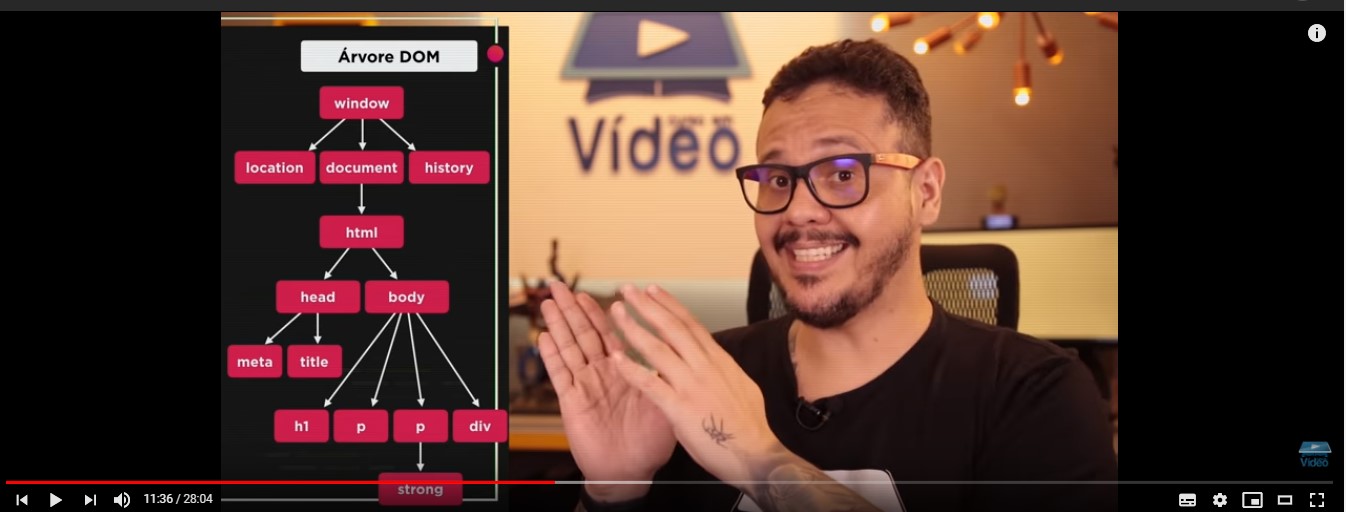 Árvore DOM
window
location document history
html
head body
meta title
h1 p p div
strong
Vídeo
Vídeo
11:36 / 28:04